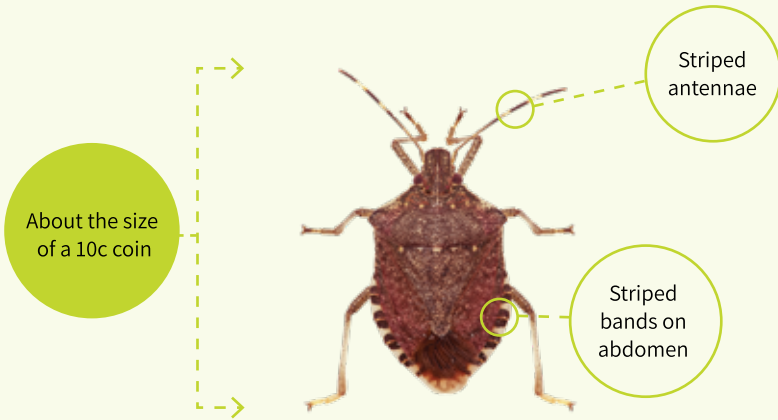 Striped
antennae
About the size
of a 10c coin
Striped
bands on
abdomen